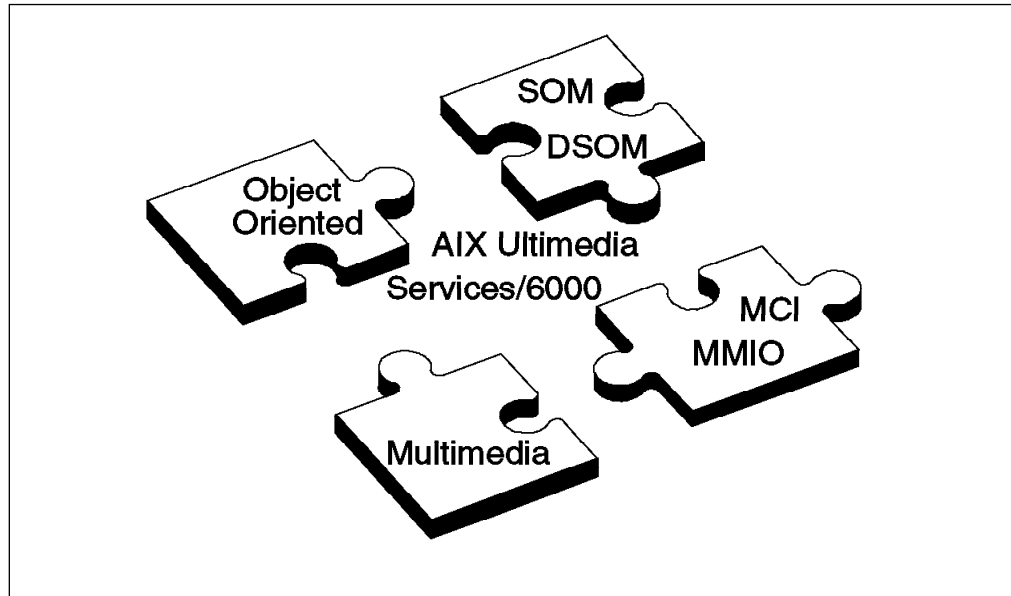 SOM
DSOM
Object
Oriented
AIX Ultimedia
Services/6000
MCI
MMIO
Multimedia